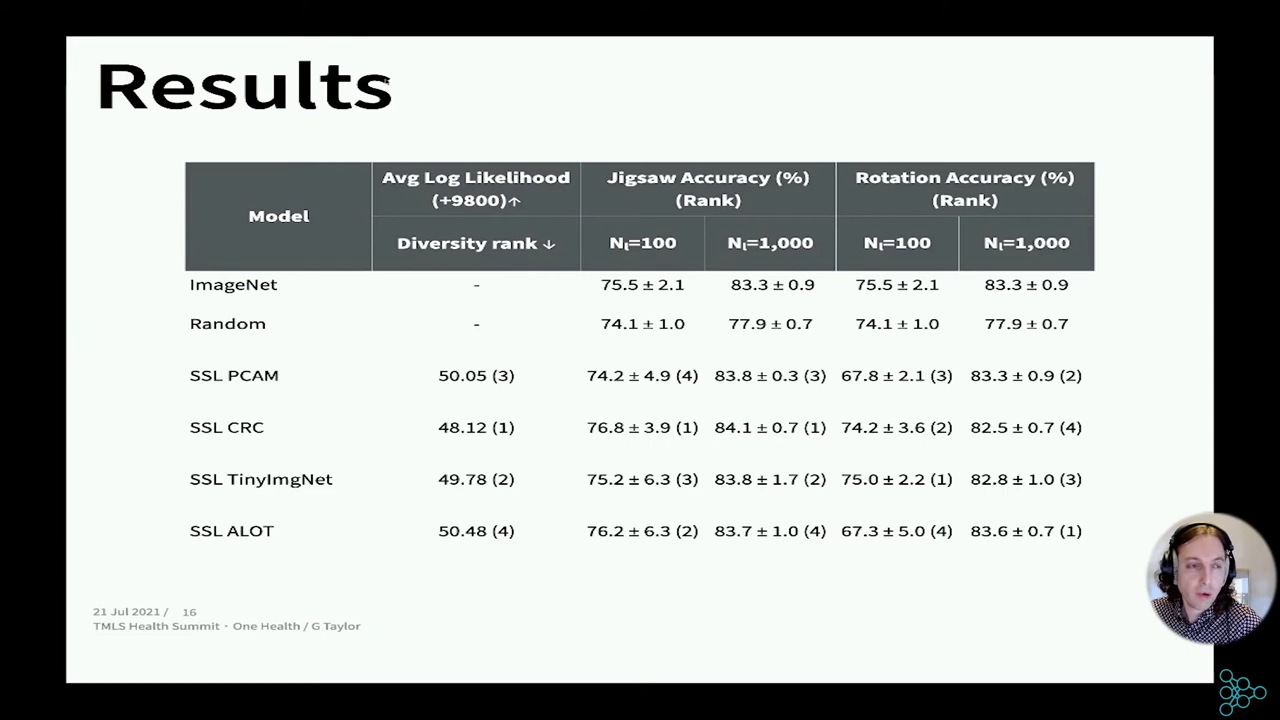 Results
Model
Avg Log Likelihood (+9800)↑
Diversity rank ↓
Jigsaw Accuracy (%) (Rank)
Rotation Accuracy (%) (Rank)
Nₗ=100
Nₗ=1,000
Nₗ=100
Nₗ=1,000
ImageNet - 75.5 ± 2.1 83.3 ± 0.9 75.5 ± 2.1 83.3 ± 0.9
Random - 74.1 ± 1.0 77.9 ± 0.7 74.1 ± 1.0 77.9 ± 0.7
SSL PCAM 50.05 (3) 74.2 ± 4.9 (4) 83.8 ± 0.3 (3) 67.8 ± 2.1 (3) 83.3 ± 0.9 (2)
SSL CRC 48.12 (1) 76.8 ± 3.9 (1) 84.1 ± 0.7 (1) 74.2 ± 3.6 (2) 82.5 ± 0.7 (4)
SSL TinyImgNet 49.78 (2) 75.2 ± 6.3 (3) 83.8 ± 1.7 (2) 75.0 ± 2.2 (1) 82.8 ± 1.0 (3)
SSL ALOT 50.48 (4) 76.2 ± 6.3 (2) 83.7 ± 1.0 (4) 67.3 ± 5.0 (4) 83.6 ± 0.7 (1)
21 Jul 2021 / 16
TMLS Health Summit · One Health / G Taylor